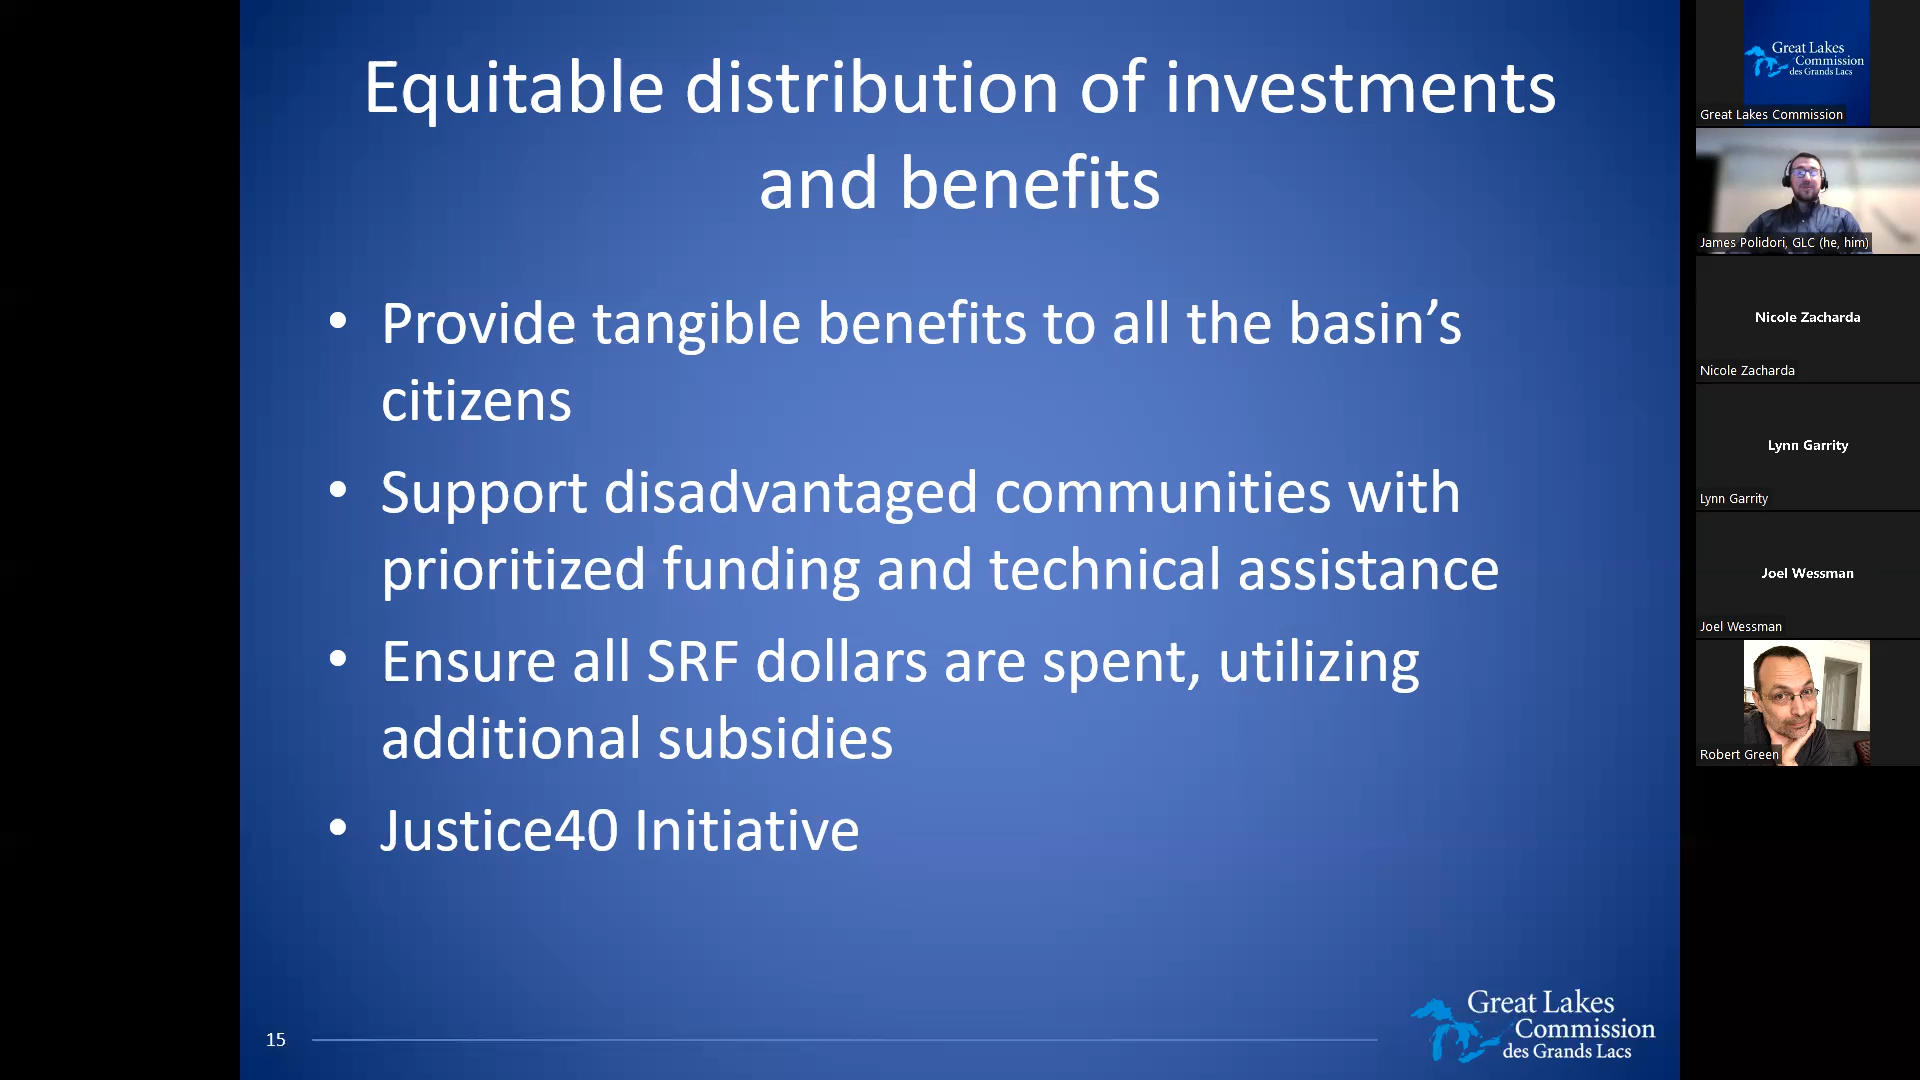 Equitable distribution of investments
and benefits
• Provide tangible benefits to all the basin’s
citizens
• Support disadvantaged communities with
prioritized funding and technical assistance
• Ensure all SRF dollars are spent, utilizing
additional subsidies
• Justice40 Initiative
15
Great Lakes
Commission
des Grands Lacs
Great Lakes
Commission
des Grands Lacs
Great Lakes Commission
James Polidori, GLC (he, him)
Nicole Zacharda
Nicole Zacharda
Lynn Garrity
Lynn Garrity
Joel Wessman
Joel Wessman
Robert Green